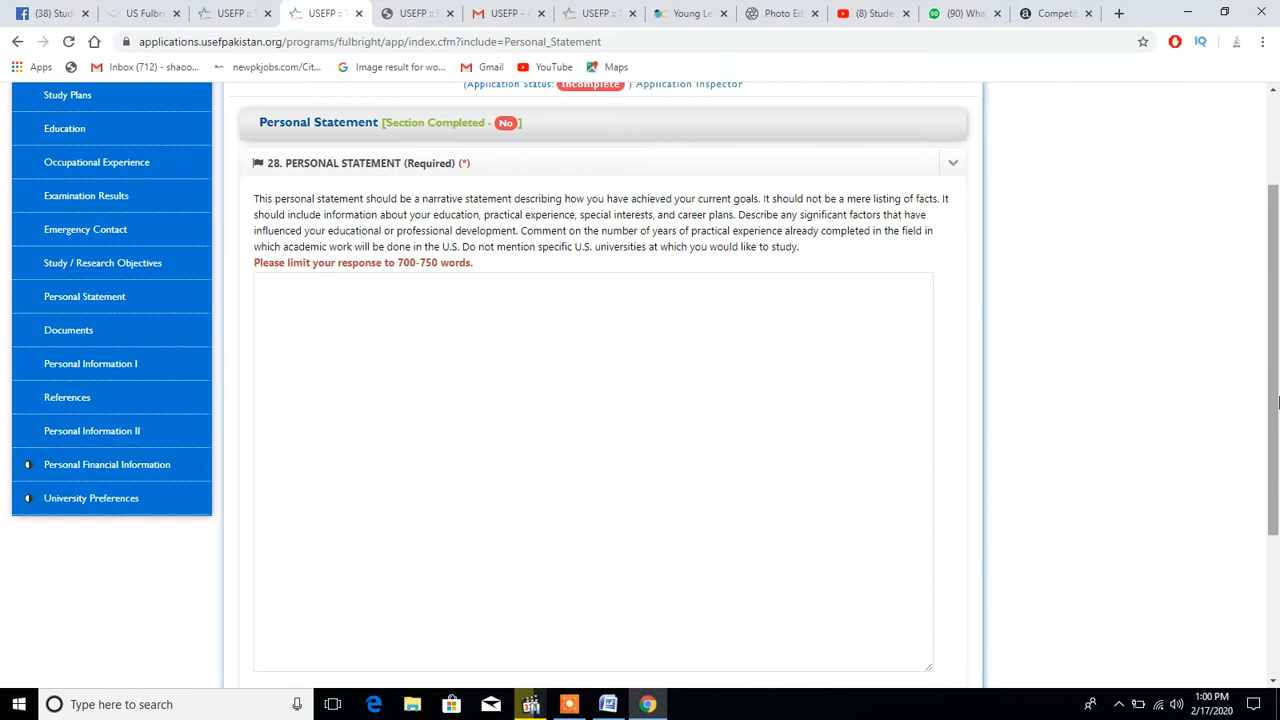 (38) Stud
US Fulbri
USEFP :: T
USEFP :: T
USEFP :: F
USEFP - A
USEFP :: T
Young Le
Photo Ed
(8) Stude
(90) Wha
Competit
applications.usefpakistan.org/programs/fulbright/app/index.cfm?include=Personal_Statement
Apps
Inbox (712) - shaoo...
newpkjobs.com/Cit...
Image result for wo...
Gmail
YouTube
Maps
(Application Status: Incomplete ) Application Inspector
Study Plans
Education
Occupational Experience
Examination Results
Emergency Contact
Study / Research Objectives
Personal Statement
Documents
Personal Information I
References
Personal Information II
Personal Financial Information
University Preferences
Personal Statement [Section Completed - No ]
28. PERSONAL STATEMENT (Required) (*)
This personal statement should be a narrative statement describing how you have achieved your current goals. It should not be a mere listing of facts. It
should include information about your education, practical experience, special interests, and career plans. Describe any significant factors that have
influenced your educational or professional development. Comment on the number of years of practical experience already completed in the field in
which academic work will be done in the U.S. Do not mention specific U.S. universities at which you would like to study.
Please limit your response to 700-750 words.
Type here to search
1:00 PM
2/17/2020